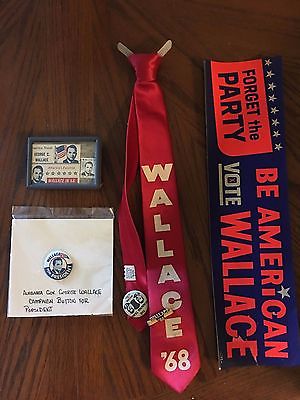 GEORGE C.
WALLACE
WALLACE IN 68
ALABAMA GOV. GEORGE WALLACE
CAMPAIGN BUTTON FOR
PRESIDENT
WALLACE
'68
FORGET the
PARTY
VOTE
BE AMERICAN
WALLACE